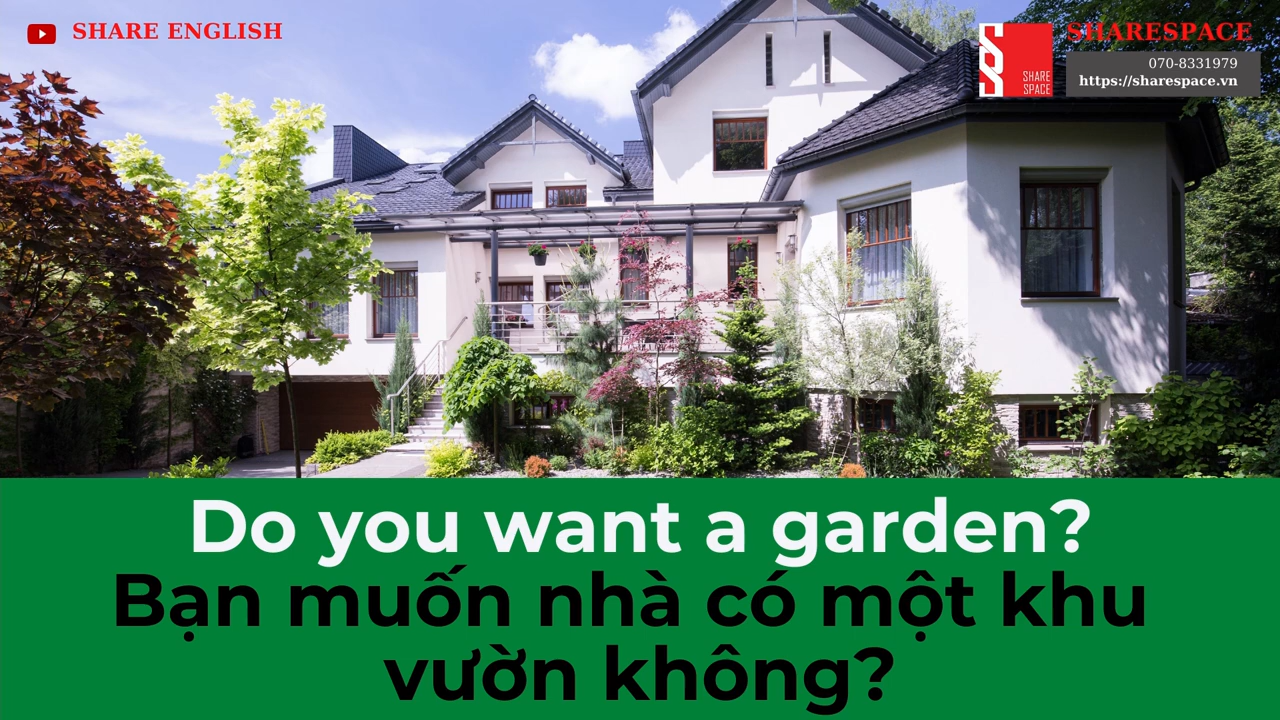 SHARE ENGLISH
SHARESPACE
070-8331979
https://sharespace.vn
SHARE
SPACE
Do you want a garden?
Bạn muốn nhà có một khu
vườn không?